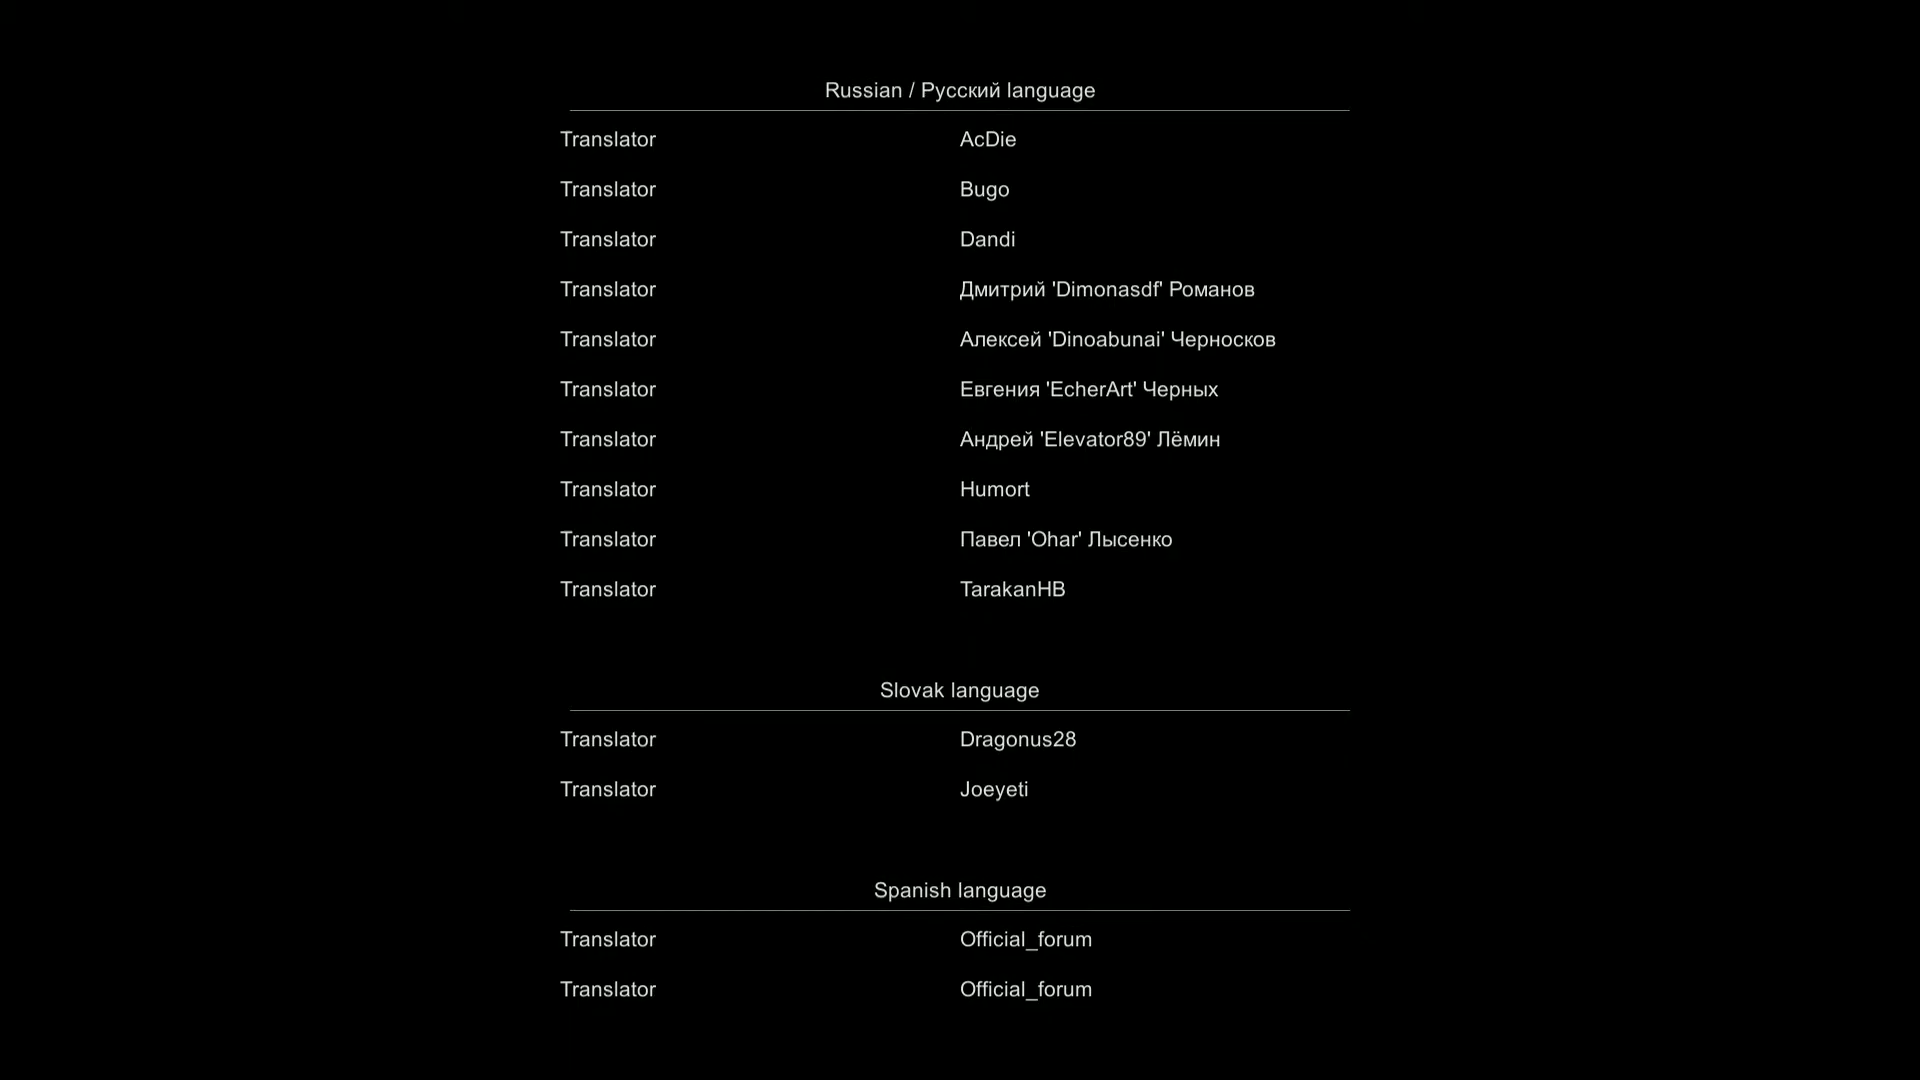 Russian / Русский language
Translator AcDie
Translator Bugo
Translator Dandi
Translator Дмитрий 'Dimonasdf' Романов
Translator Алексей 'Dinoabunai' Черносков
Translator Евгения 'EcherArt' Черных
Translator Андрей 'Elevator89' Лёмин
Translator Humort
Translator Павел 'Ohar' Лысенко
Translator TarakanHB
Slovak language
Translator Dragonus28
Translator Joeyeti
Spanish language
Translator Official_forum
Translator Official_forum